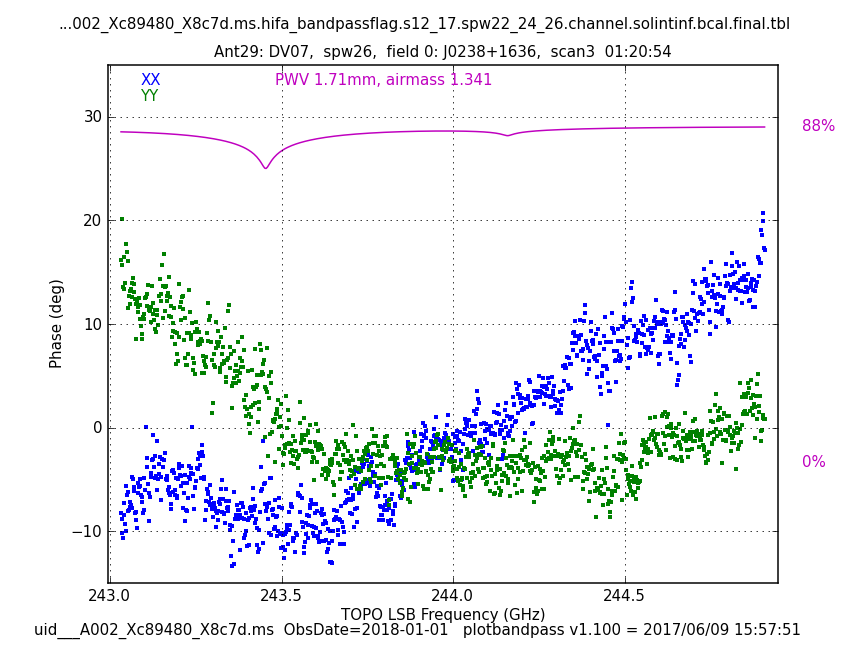 ...002_Xc89480_X8c7d.ms.hifa_bandpassflag.s12_17.spw22_24_26.channel.solintinf.bcal.final.tbl
Ant29: DV07, spw26, field 0: J0238+1636, scan3 01:20:54
XX
PWV 1.71mm, airmass 1.341
YY
30
88%
20
10
Phase (deg)
0
0%
−10
243.0
243.5
244.0
244.5
TOPO LSB Frequency (GHz)
uid___A002_Xc89480_X8c7d.ms ObsDate=2018-01-01 plotbandpass v1.100 = 2017/06/09 15:57:51